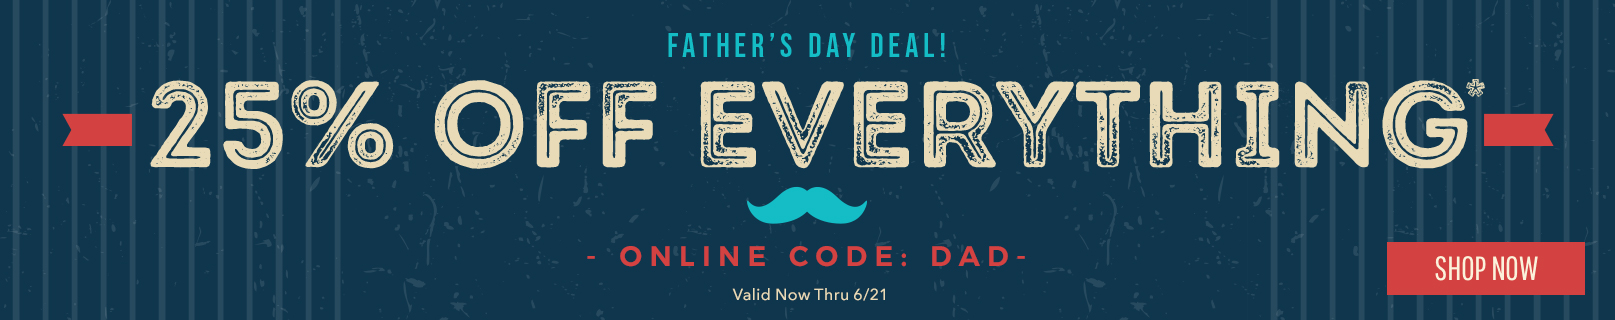 FATHER'S DAY DEAL!
25% OFF EVERYTHING*
- ONLINE CODE: DAD-
Valid Now Thru 6/21
SHOP NOW